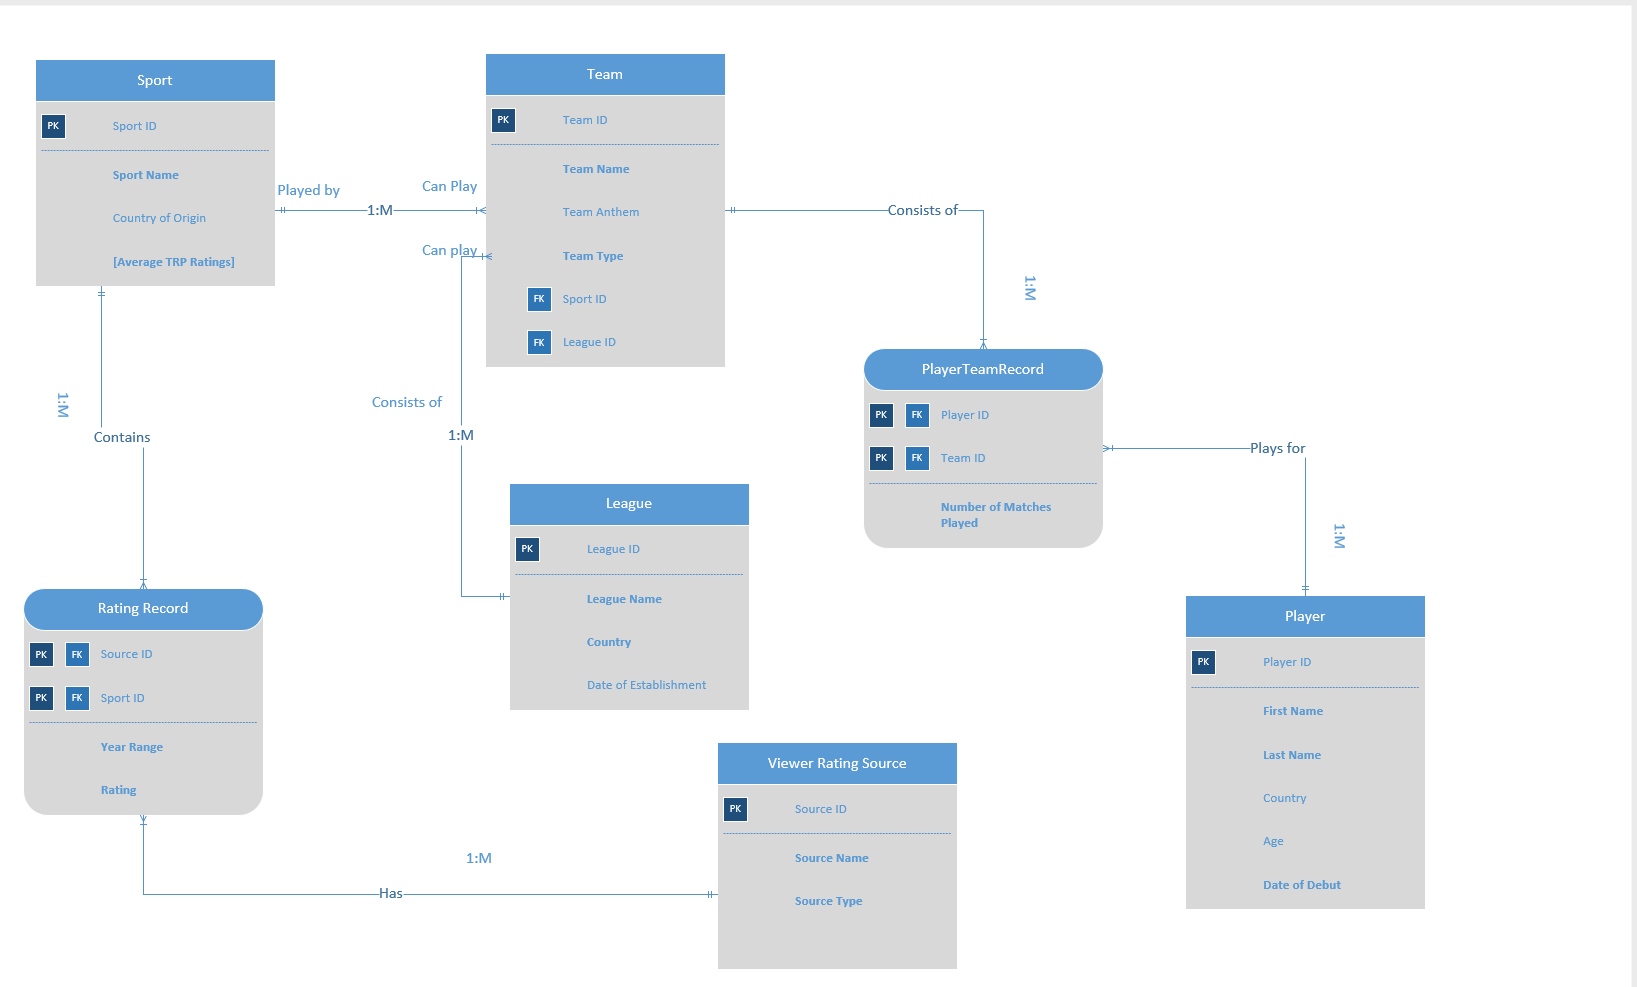 Sport
PK Sport ID
Sport Name
Country of Origin
[Average TRP Ratings]
Played by
1:M
Can Play
Can play
Team
PK Team ID
Team Name
Team Anthem
Team Type
FK Sport ID
FK League ID
Consists of
1:M
PlayerTeamRecord
PK FK Player ID
PK FK Team ID
Number of Matches
Played
Plays for
1:M
1:M
Contains
Consists of
1:M
League
PK League ID
League Name
Country
Date of Establishment
Rating Record
PK FK Source ID
PK FK Sport ID
Year Range
Rating
1:M
Has
Viewer Rating Source
PK Source ID
Source Name
Source Type
Player
PK Player ID
First Name
Last Name
Country
Age
Date of Debut